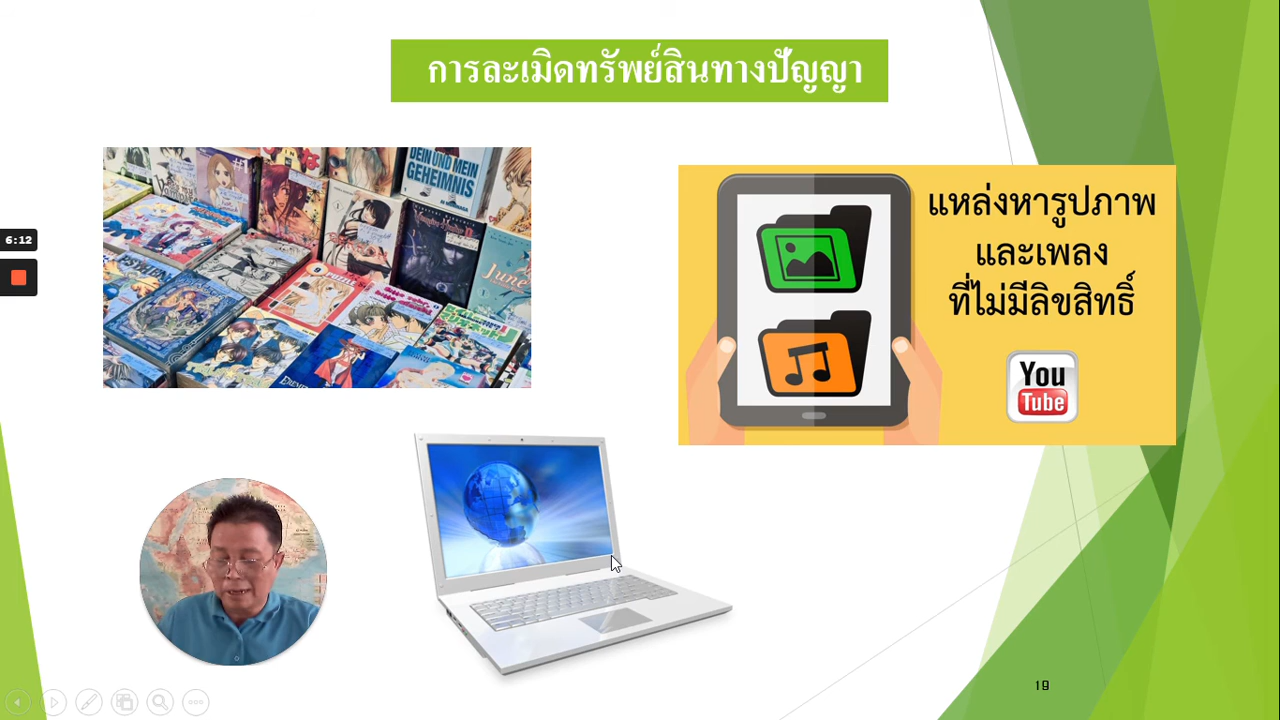 การละเมิดทรัพย์สินทางปัญญา
6:12
#1
DEIN UND MEIN
GEHEIMNIS
June
แหล่งหารูปภาพ
และเพลง
ที่ไม่มีลิขสิทธิ์
You
Tube
19